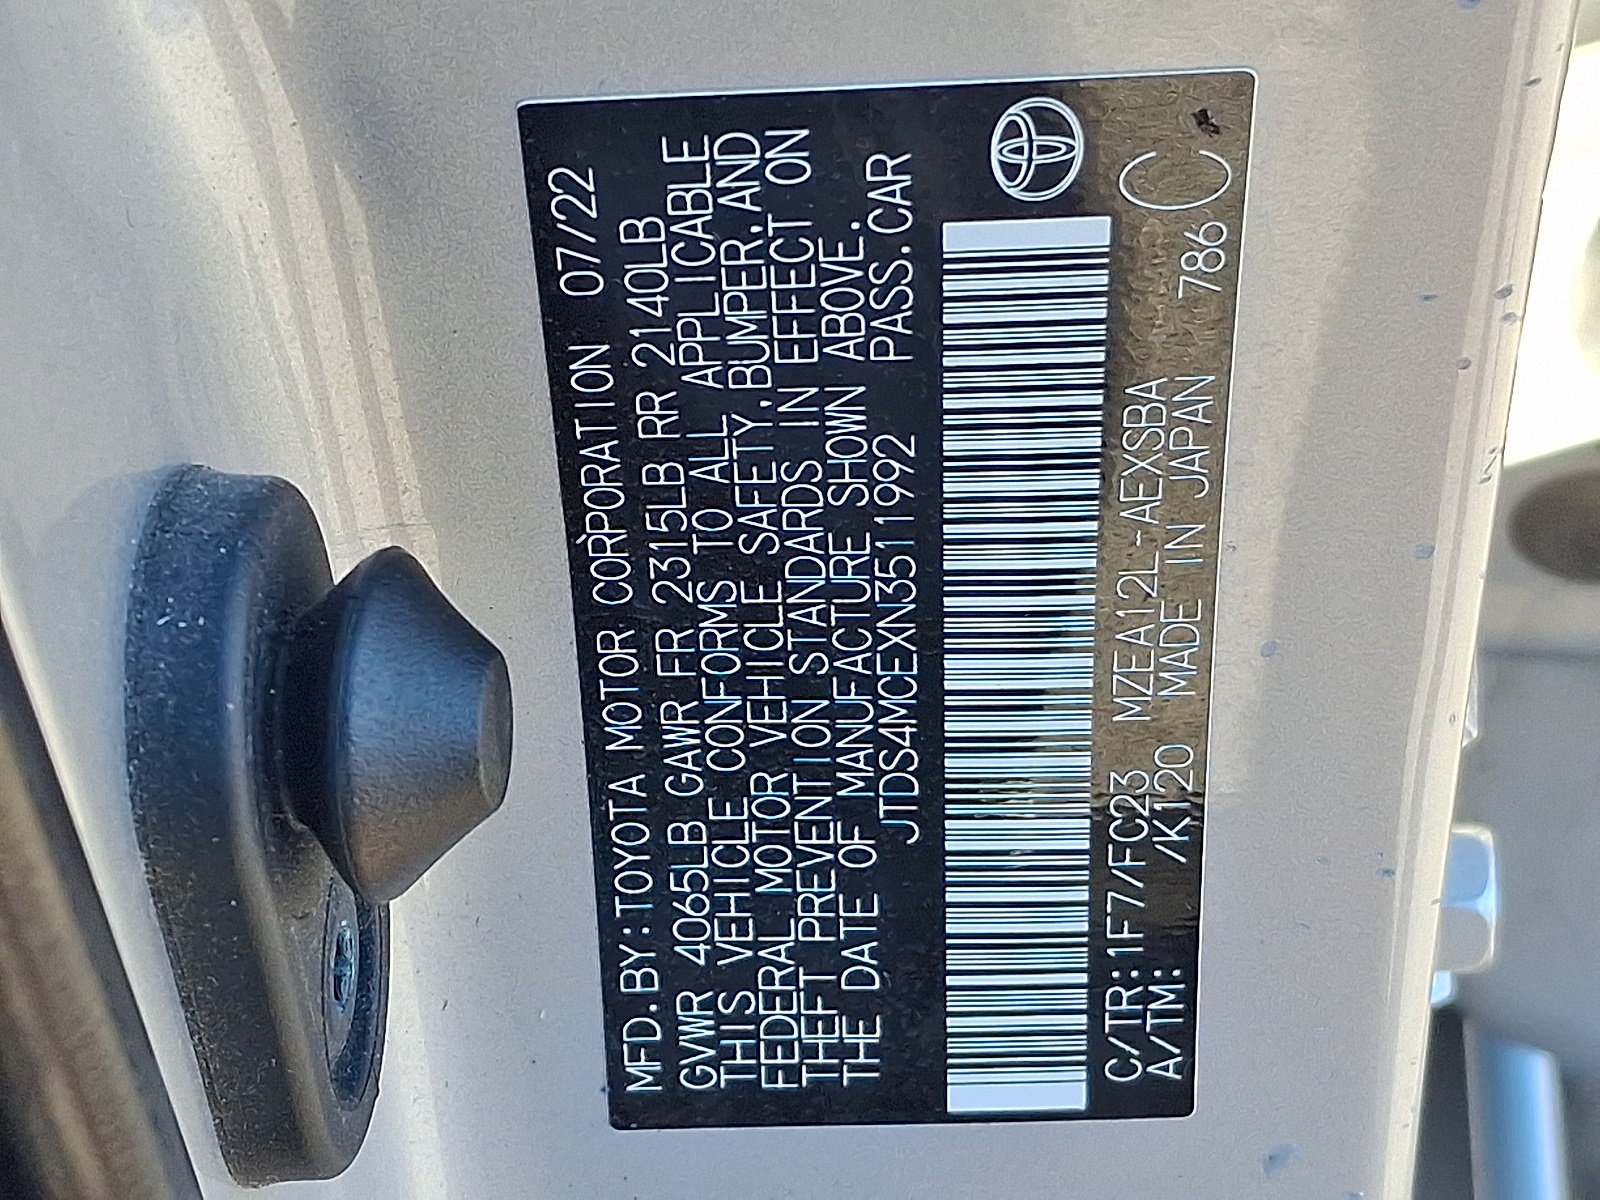 MFD.BY:TOYOTA MOTOR CORPORATION 07/22
GVWR 4065LB GAWR FR 2315LB RR 2140LB
THIS VEHICLE CONFORMS TO ALL APPLICABLE
FEDERAL MOTOR VEHICLE SAFETY,BUMPER,AND
THEFT PREVENTION STANDARDS IN EFFECT ON
THE DATE OF MANUFACTURE SHOWN ABOVE.
JTDS4MCEXN3511992 PASS.CAR
C/TR:1F7/FC23 MZEA12L-AEXSBA
A/TM: /K120 MADE IN JAPAN 786 C